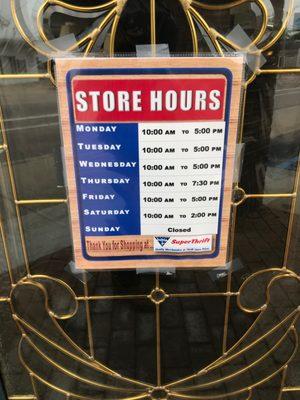 STORE HOURS
MONDAY 10:00 AM TO 5:00 PM
TUESDAY 10:00 AM TO 5:00 PM
WEDNESDAY 10:00 AM TO 5:00 PM
THURSDAY 10:00 AM TO 7:30 PM
FRIDAY 10:00 AM TO 5:00 PM
SATURDAY 10:00 AM TO 2:00 PM
SUNDAY Closed
Thank You for Shopping at SuperThrift